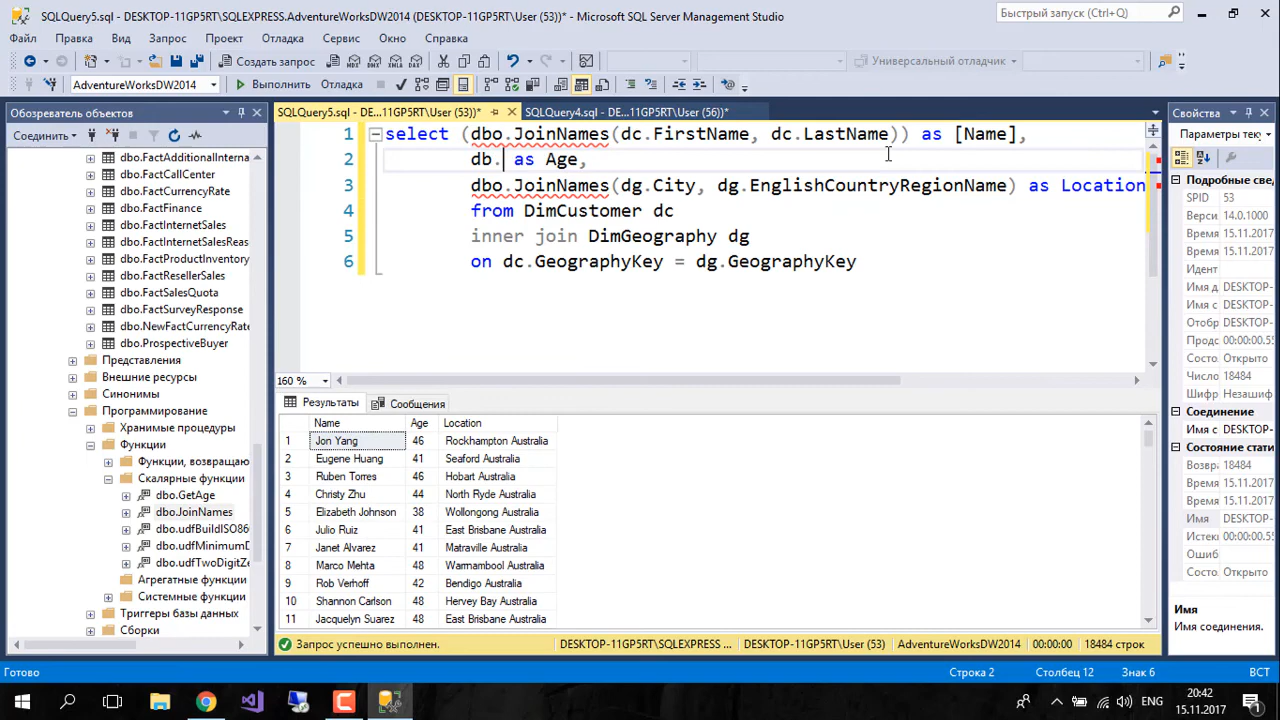 SQLQuery5.sql - DESKTOP-11GP5RT\SQLEXPRESS.AdventureWorksDW2014 (DESKTOP-11GP5RT\User (53))* - Microsoft SQL Server Management Studio
Быстрый запуск (Ctrl+Q)
Файл Правка Вид Запрос Проект Отладка Сервис Окно Справка
Создать запрос
MDX DMX XMLA DAX
Универсальный отладчик
AdventureWorksDW2014
Выполнить Отладка
Обозреватель объектов
Соединить
dbo.FactAdditionalInterna
dbo.FactCallCenter
dbo.FactCurrencyRate
dbo.FactFinance
dbo.FactInternetSales
dbo.FactInternetSalesReas
dbo.FactProductInventory
dbo.FactResellerSales
dbo.FactSalesQuota
dbo.FactSurveyResponse
dbo.NewFactCurrencyRate
dbo.ProspectiveBuyer
Представления
Внешние ресурсы
Синонимы
Программирование
Хранимые процедуры
Функции
Функции, возвращаю
Скалярные функции
dbo.GetAge
dbo.JoinNames
dbo.udfBuildISO86
dbo.udfMinimumD
dbo.udfTwoDigitZe
Агрегатные функции
Системные функции
Триггеры базы данных
Сборки
SQLQuery5.sql - DE...11GP5RT\User (53))*
SQLQuery4.sql - DE...11GP5RT\User (56))*
1 select (dbo.JoinNames(dc.FirstName, dc.LastName)) as [Name],
2 db. as Age,
3 dbo.JoinNames(dg.City, dg.EnglishCountryRegionName) as Location
4 from DimCustomer dc
5 inner join DimGeography dg
6 on dc.GeographyKey = dg.GeographyKey
160 %
Результаты Сообщения
Name Age Location
1 Jon Yang 46 Rockhampton Australia
2 Eugene Huang 41 Seaford Australia
3 Ruben Torres 46 Hobart Australia
4 Christy Zhu 44 North Ryde Australia
5 Elizabeth Johnson 38 Wollongong Australia
6 Julio Ruiz 41 East Brisbane Australia
7 Janet Alvarez 41 Matraville Australia
8 Marco Mehta 48 Warrnambool Australia
9 Rob Verhoff 42 Bendigo Australia
10 Shannon Carlson 48 Hervey Bay Australia
11 Jacquelyn Suarez 48 East Brisbane Australia
Запрос успешно выполнен.
DESKTOP-11GP5RT\SQLEXPRESS ...
DESKTOP-11GP5RT\User (53)
AdventureWorksDW2014
00:00:00
18484 строк
Свойства
Параметры тек
Подробные све
SPID 53
Верси 14.0.1000
Время 15.11.2017
Время 15.11.2017
Идент
Имя д DESKTOP-
Имя с DESKTOP-
Отобр DESKTOP-
Продо 00:00:00.55
Состо Открыто
Число 18484
Шифр Незашиф
Соединение
Имя с DESKTOP-
Состояние стати
Возвра 18484
Время 15.11.2017
Время 15.11.2017
Имя DESKTOP-
Истек 00:00:00.55
Ошиб
Состо Открыто
Имя
Имя соединения.
Готово
Строка 2
Столбец 12
Знак 6
ВСТ
ENG
20:42
15.11.2017
1